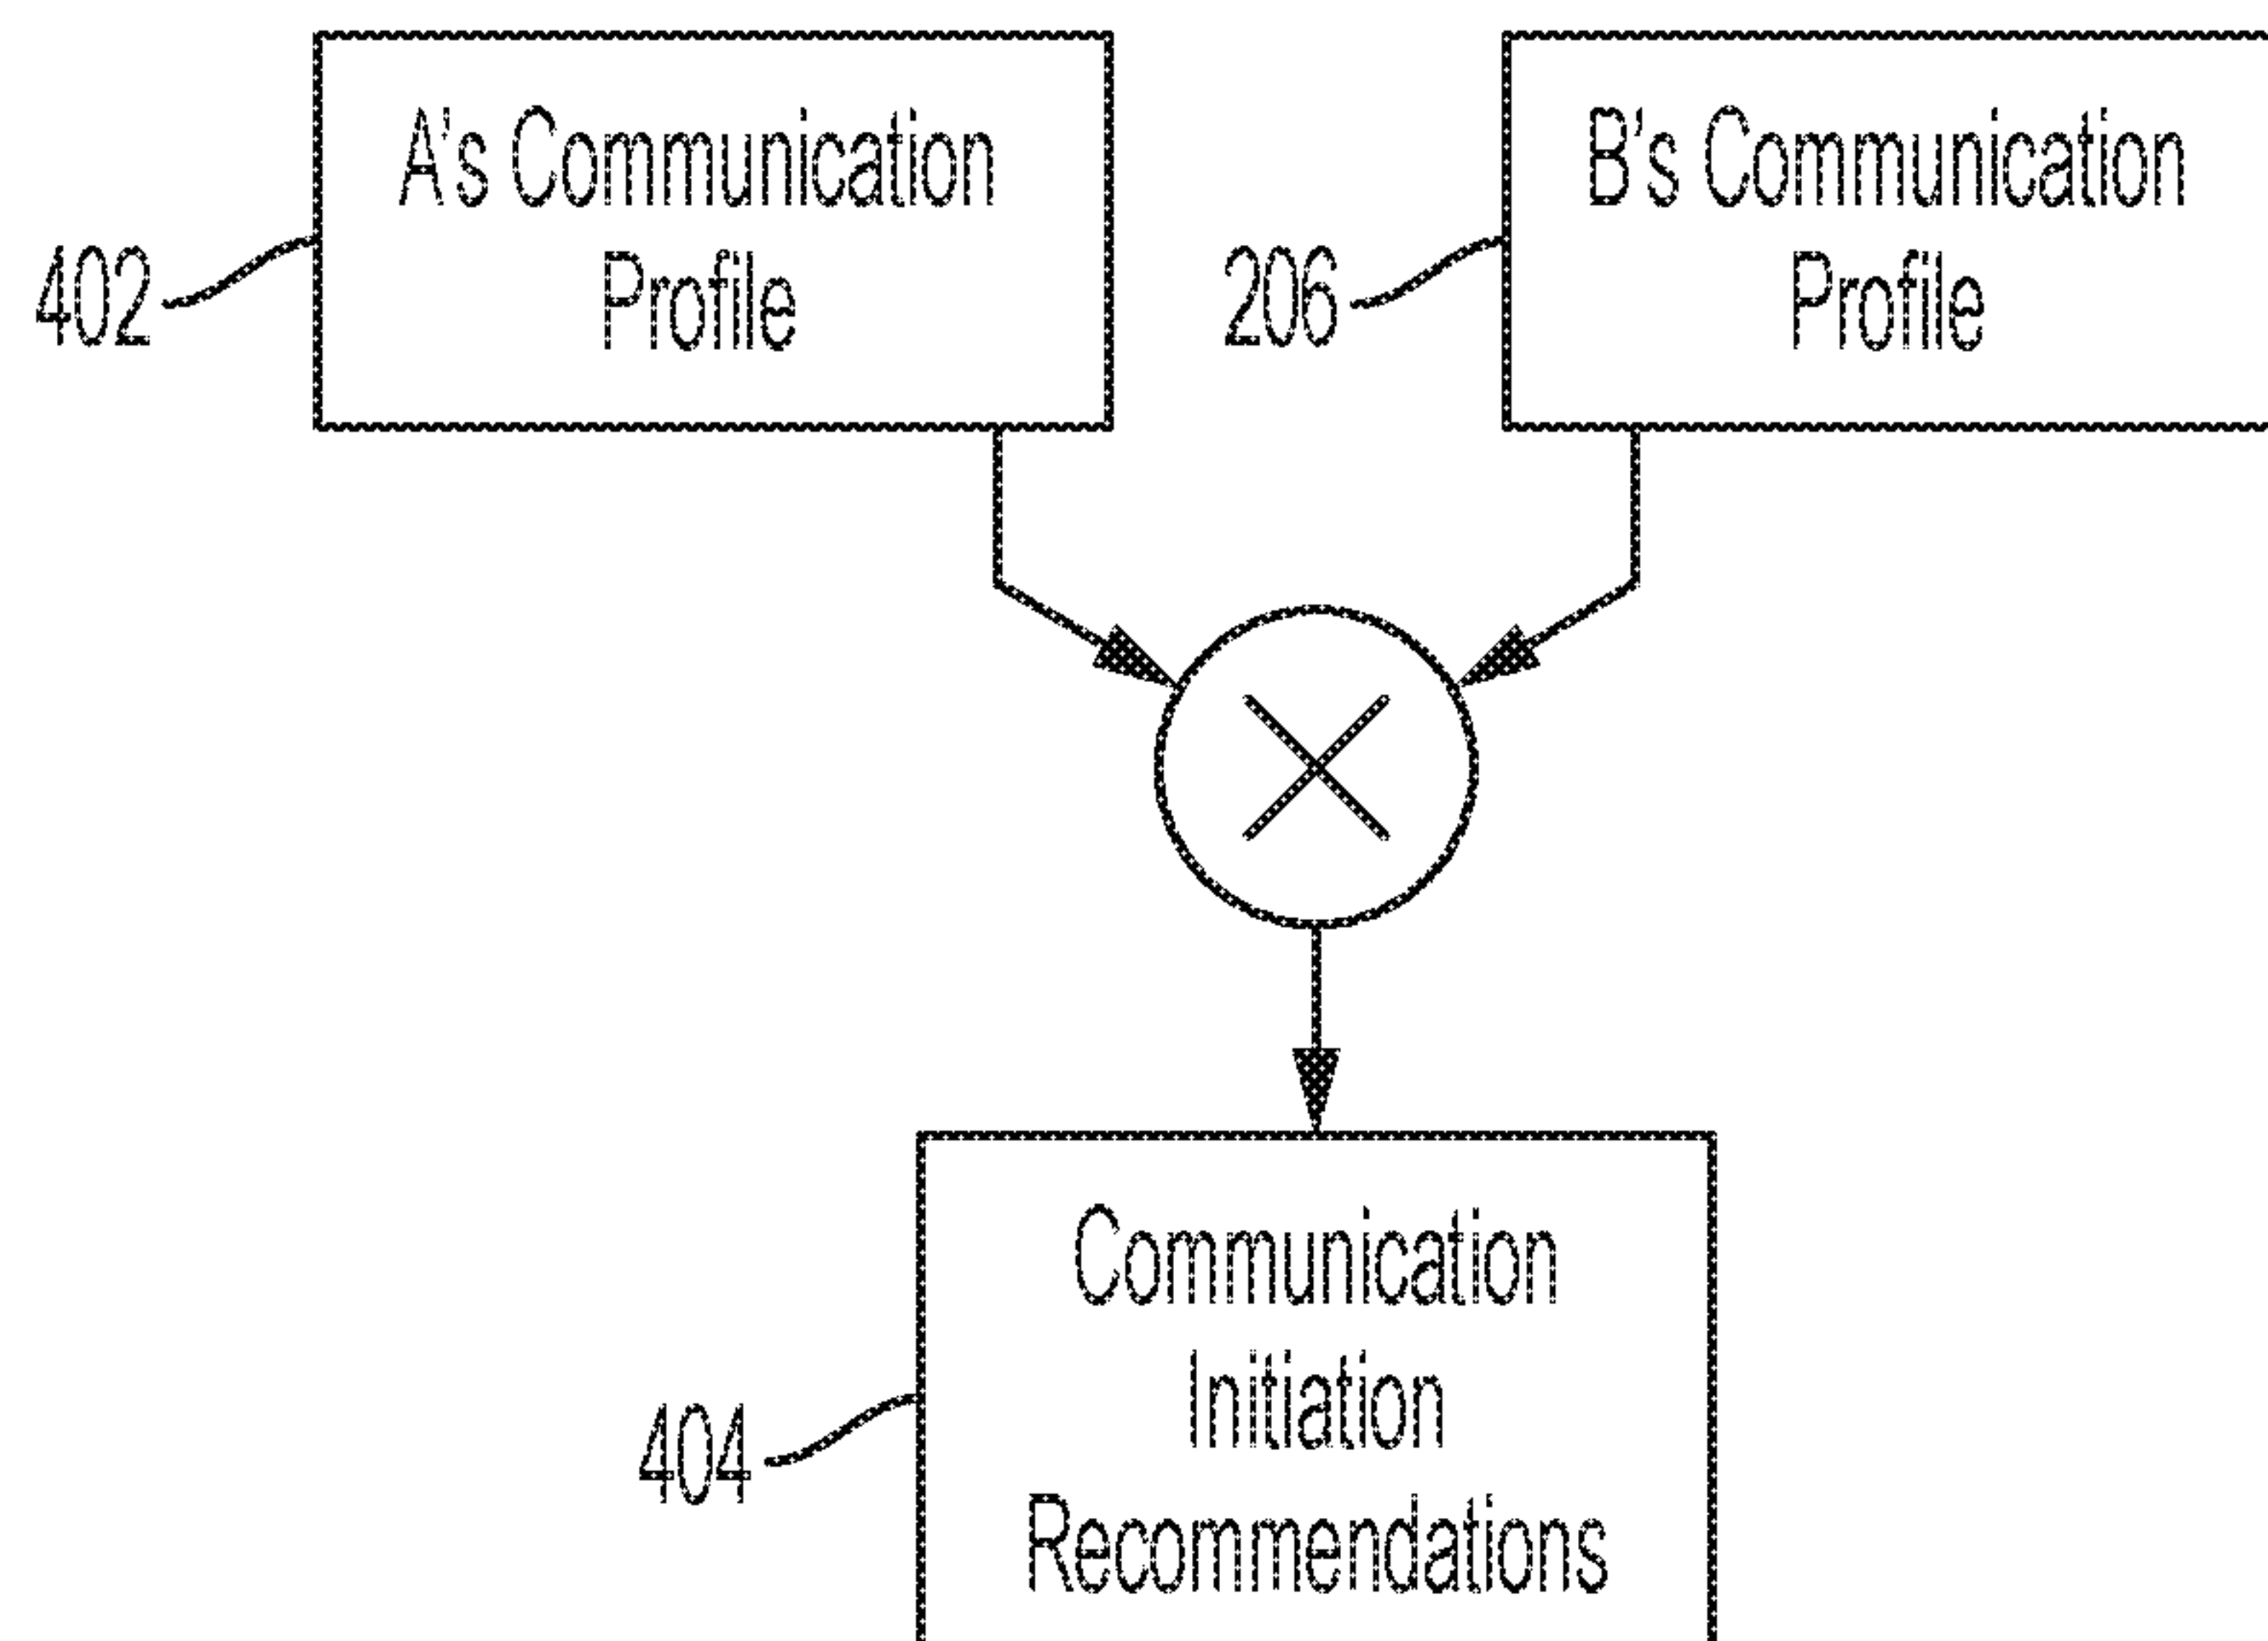 A's Communication
Profile
402
B's Communication
Profile
206
Communication
Initiation
Recommendations
404